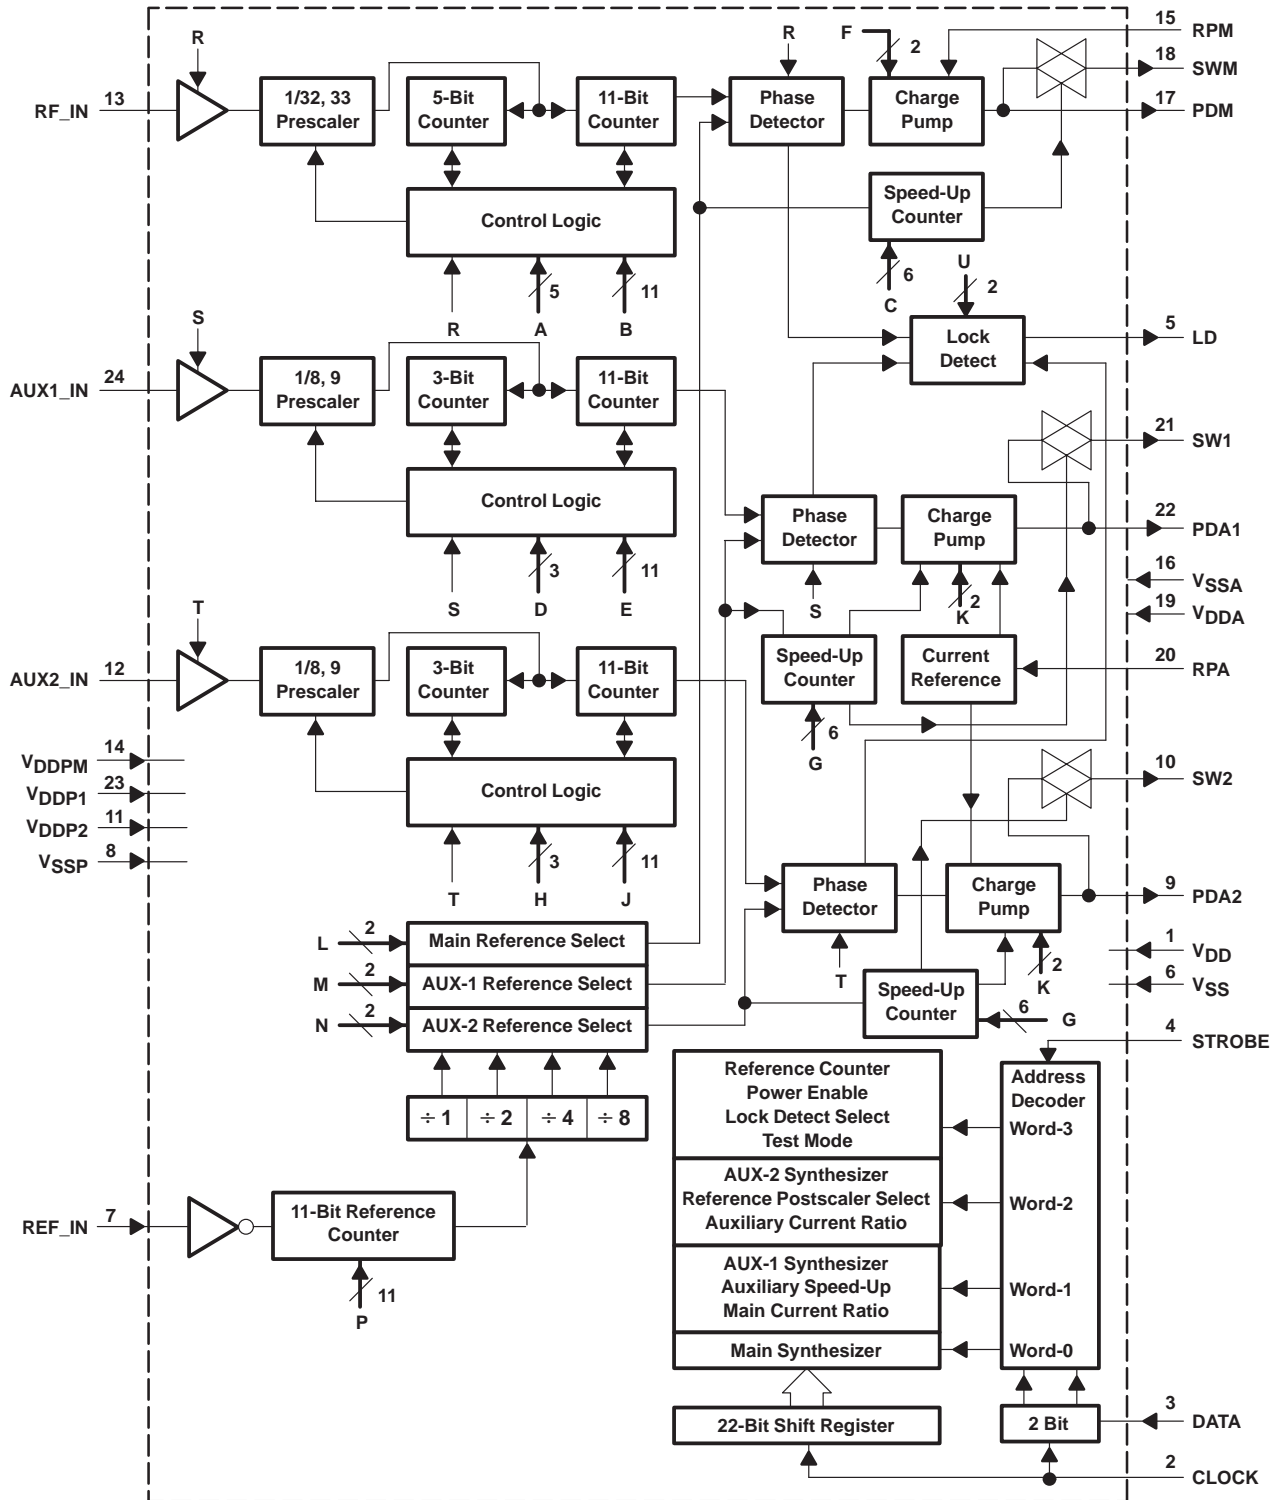 R
R
F
2
15
RPM
18
SWM
RF_IN
13
1/32, 33
Prescaler
5-Bit
Counter
11-Bit
Counter
Phase
Detector
Charge
Pump
17
PDM
Control Logic
Speed-Up
Counter
6
C
U
2
5
11
R
A
B
S
Lock
Detect
5
LD
AUX1_IN
24
1/8, 9
Prescaler
3-Bit
Counter
11-Bit
Counter
21
SW1
Control Logic
Phase
Detector
Charge
Pump
22
PDA1
3
11
S
D
E
S
2
K
16
VSSA
19
VDDA
T
AUX2_IN
12
1/8, 9
Prescaler
3-Bit
Counter
11-Bit
Counter
Speed-Up
Counter
Current
Reference
20
RPA
6
G
VDDPM
14
VDDP1
23
VDDP2
11
VSSP
8
Control Logic
10
SW2
3
11
T
H
J
Phase
Detector
Charge
Pump
9
PDA2
T
2
K
1
VDD
6
VSS
L
2
Main Reference Select
M
2
AUX-1 Reference Select
N
2
AUX-2 Reference Select
Speed-Up
Counter
6
G
4
STROBE
÷ 1
÷ 2
÷ 4
÷ 8
Reference Counter
Power Enable
Lock Detect Select
Test Mode
Address
Decoder
Word-3
AUX-2 Synthesizer
Reference Postscaler Select
Auxiliary Current Ratio
Word-2
REF_IN
7
11-Bit Reference
Counter
11
P
AUX-1 Synthesizer
Auxiliary Speed-Up
Main Current Ratio
Word-1
Main Synthesizer
Word-0
22-Bit Shift Register
2 Bit
3
DATA
2
CLOCK